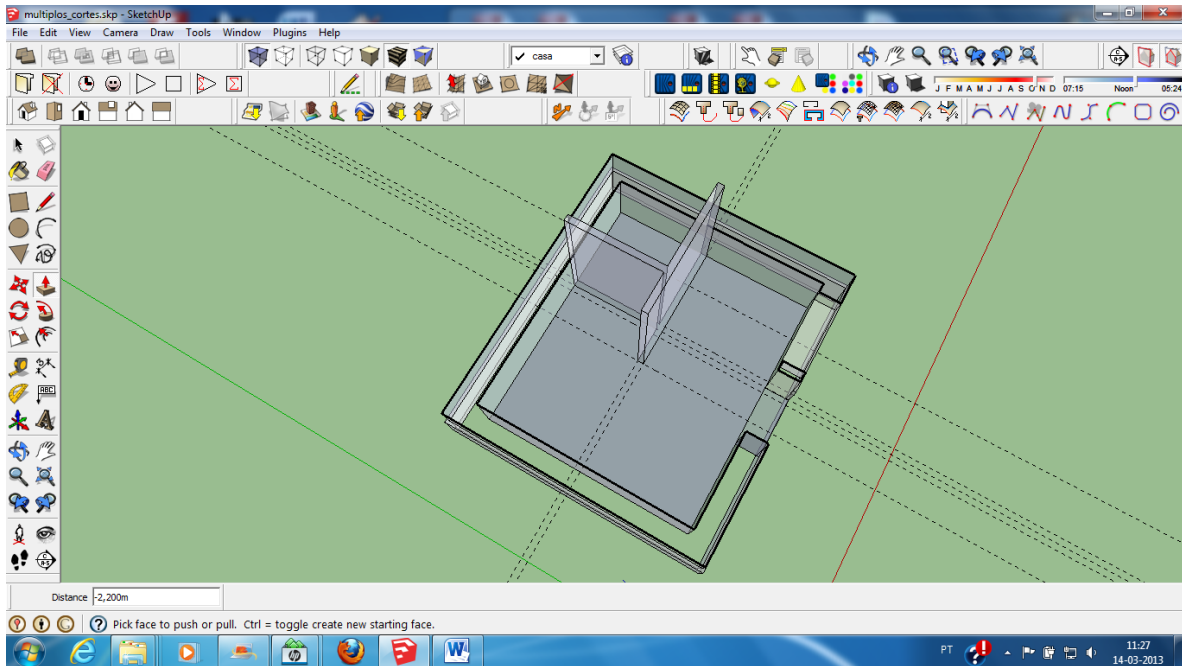 multiplos_cortes.skp - SketchUp
File Edit View Camera Draw Tools Window Plugins Help
casa
J F M A M J J A S O N D 07:15 Noon 05:24
ABC
Distance -2,200m
Pick face to push or pull. Ctrl = toggle create new starting face.
PT 11:27
14-03-2013